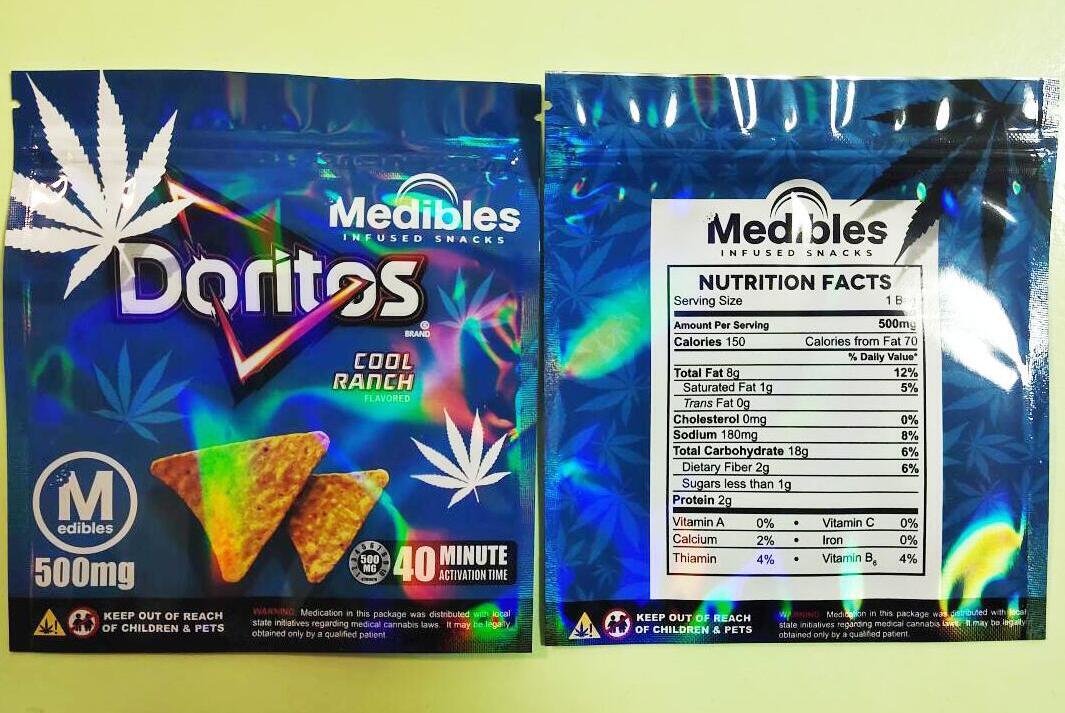 Medibles
INFUSED SNACKS
Doritos
®
BRAND
COOL
RANCH
FLAVORED
M
edibles
500mg
500
MG
40 MINUTE
ACTIVATION TIME
KEEP OUT OF REACH
OF CHILDREN & PETS
WARNING: Medication in this package was distributed with local
state initiatives regarding medical cannabis laws. It may be legally
obtained only by a qualified patient.
Medibles
INFUSED SNACKS
NUTRITION FACTS
Serving Size 1 Bag
Amount Per Serving 500mg
Calories 150 Calories from Fat 70
% Daily Value*
Total Fat 8g 12%
Saturated Fat 1g 5%
Trans Fat 0g
Cholesterol 0mg 0%
Sodium 180mg 8%
Total Carbohydrate 18g 6%
Dietary Fiber 2g 6%
Sugars less than 1g
Protein 2g
Vitamin A 0% • Vitamin C 0%
Calcium 2% • Iron 0%
Thiamin 4% • Vitamin B6 4%
KEEP OUT OF REACH
OF CHILDREN & PETS
WARNING: Medication in this package was distributed with local
state initiatives regarding medical cannabis laws. It may be legally
obtained only by a qualified patient.